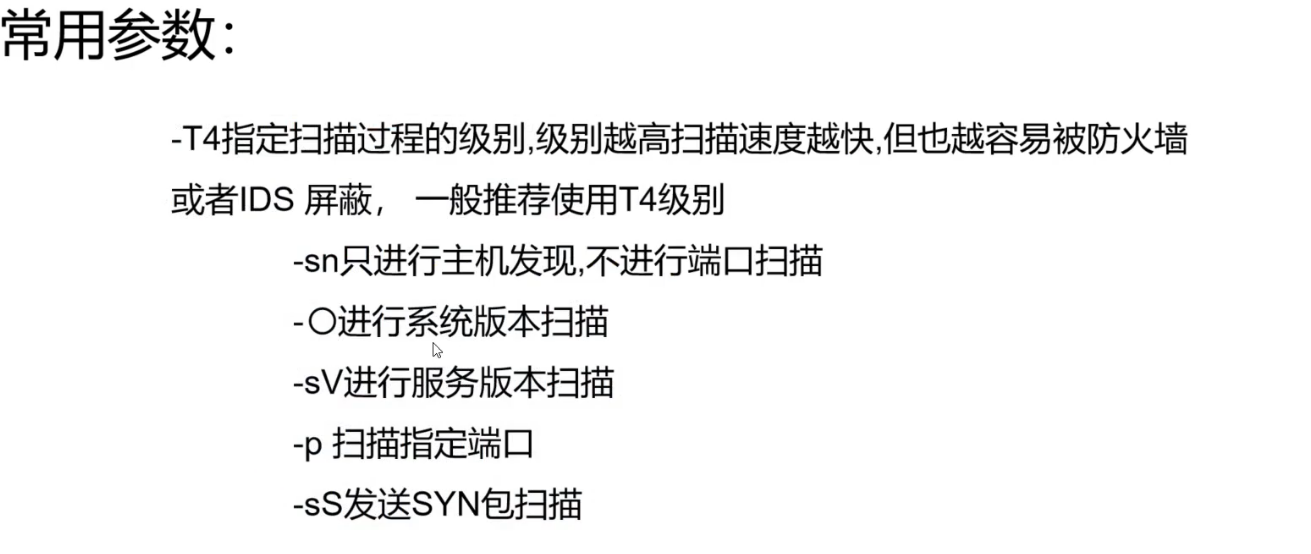 常用参数：
-T4指定扫描过程的级别,级别越高扫描速度越快,但也越容易被防火墙
或者IDS 屏蔽， 一般推荐使用T4级别
-sn只进行主机发现,不进行端口扫描
-〇进行系统版本扫描
-sV进行服务版本扫描
-p 扫描指定端口
-sS发送SYN包扫描